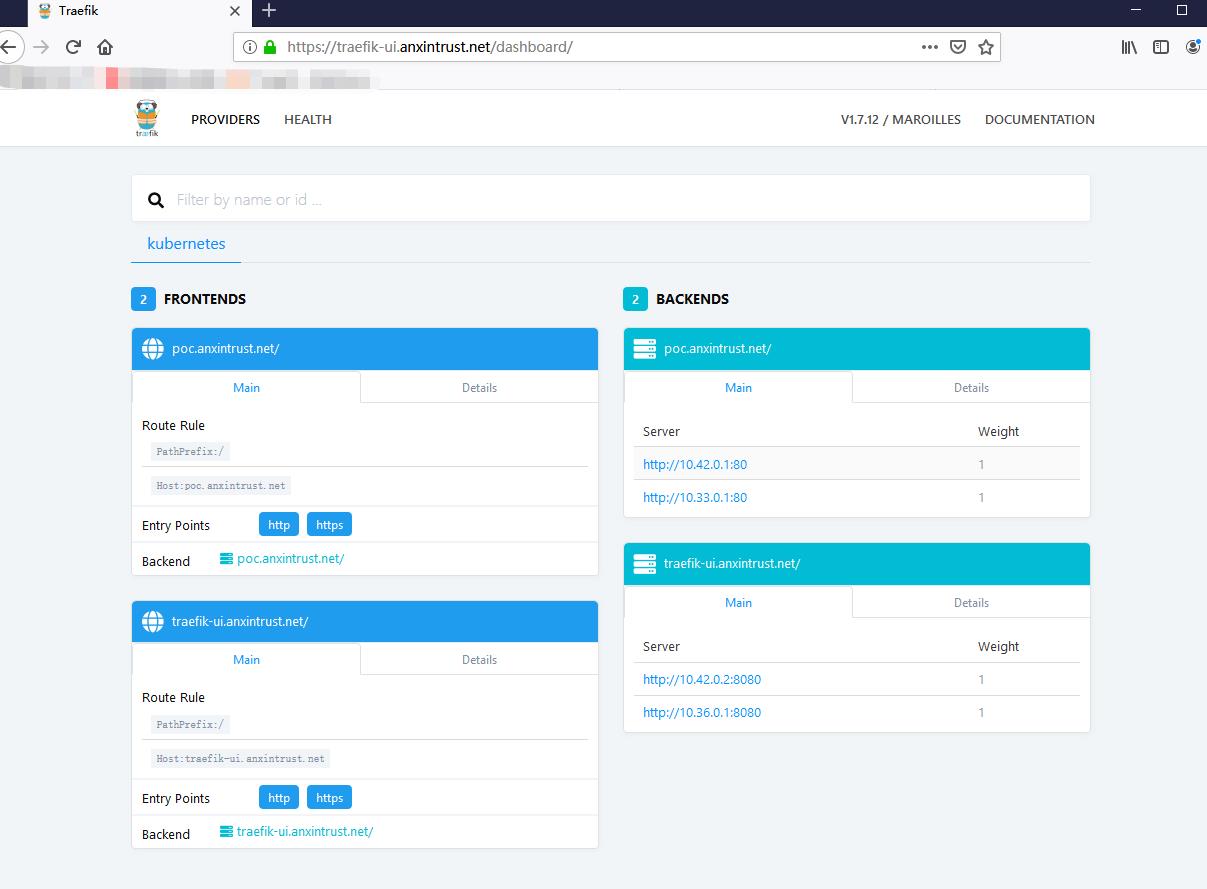 Traefik
https://traefik-ui.anxintrust.net/dashboard/
træfik
PROVIDERS
HEALTH
V1.7.12 / MAROILLES
DOCUMENTATION
Filter by name or id ...
kubernetes
2 FRONTENDS
poc.anxintrust.net/
Main
Details
Route Rule
PathPrefix:/
Host:poc.anxintrust.net
Entry Points
http
https
Backend
poc.anxintrust.net/
traefik-ui.anxintrust.net/
Main
Details
Route Rule
PathPrefix:/
Host:traefik-ui.anxintrust.net
Entry Points
http
https
Backend
traefik-ui.anxintrust.net/
2 BACKENDS
poc.anxintrust.net/
Main
Details
Server
Weight
http://10.42.0.1:80
1
http://10.33.0.1:80
1
traefik-ui.anxintrust.net/
Main
Details
Server
Weight
http://10.42.0.2:8080
1
http://10.36.0.1:8080
1